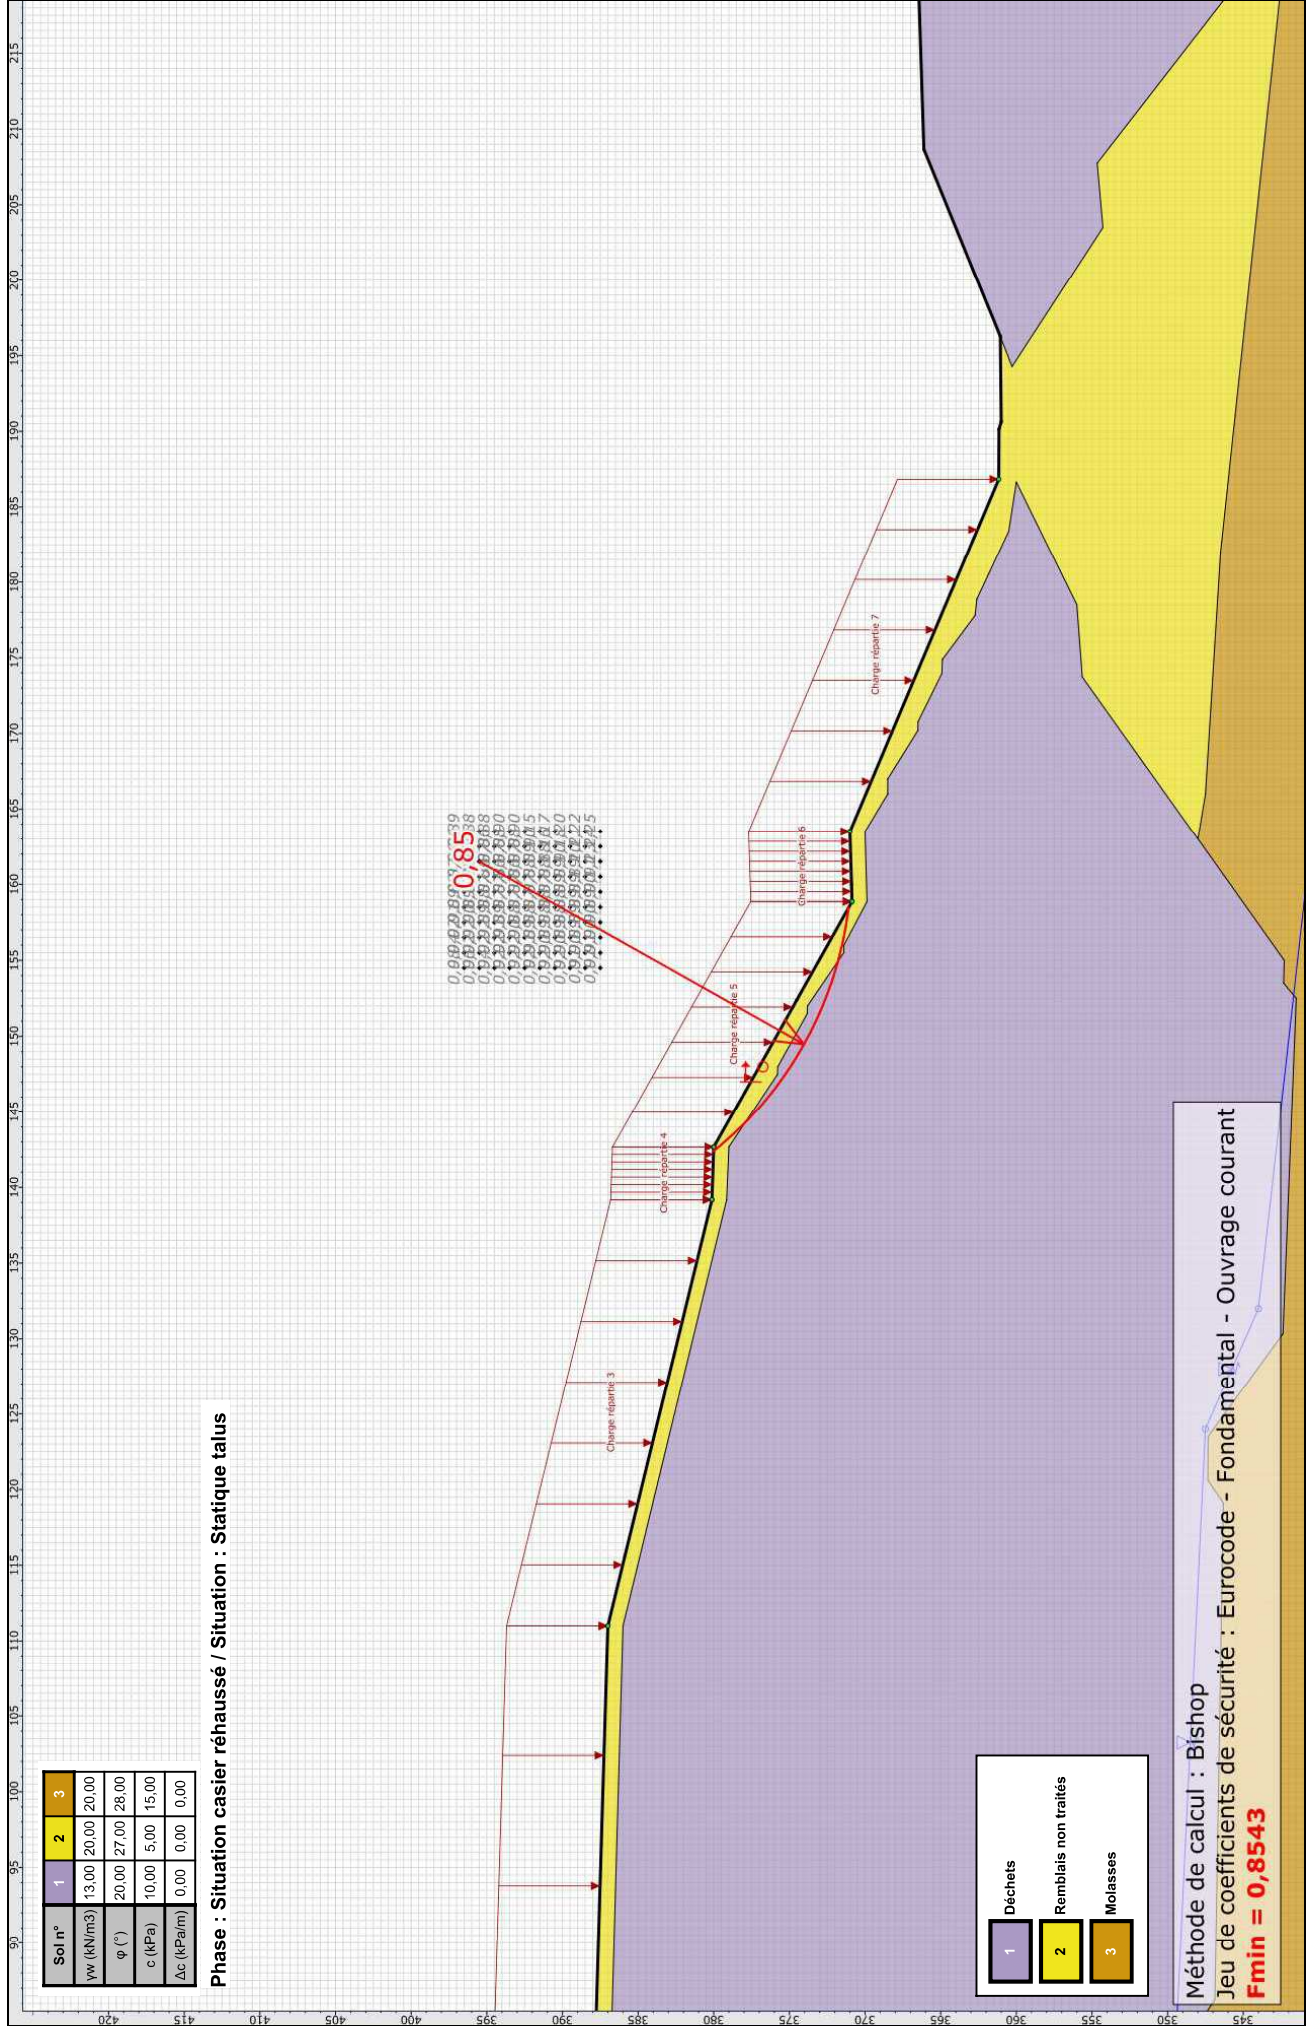 Sol n° 1 2 3
γw (kN/m3) 13,00 20,00 20,00
φ (°) 20,00 27,00 28,00
c (kPa) 10,00 5,00 15,00
Δc (kPa/m) 0,00 0,00 0,00
Phase : Situation casier réhaussé / Situation : Statique talus
90 95 100 105 110 115 120 125 130 135 140 145 150 155 160 165 170 175 180 185 190 195 200 205 210 215
420
415
410
405
400
395
390
385
380
375
370
365
360
355
350
345
0,85
Charge répartie 3
Charge répartie 4
Charge répartie 5
Charge répartie 6
Charge répartie 7
1 Déchets
2 Remblais non traités
3 Molasses
Méthode de calcul : Bishop
Jeu de coefficients de sécurité : Eurocode - Fondamental - Ouvrage courant
Fmin = 0,8543